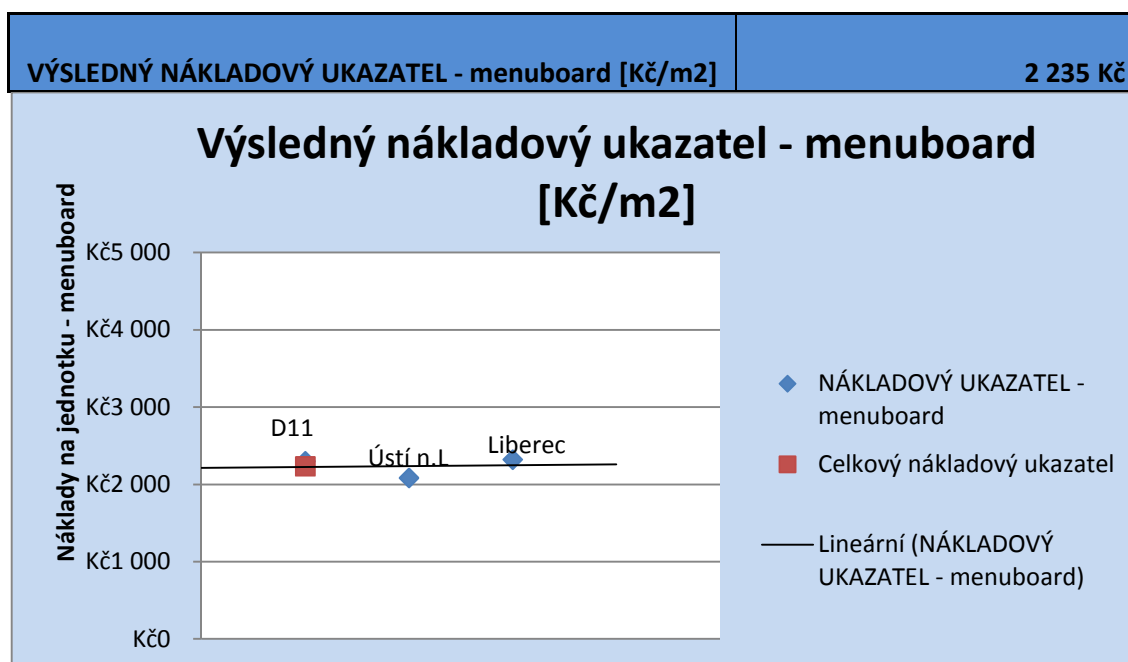 VÝSLEDNÝ NÁKLADOVÝ UKAZATEL - menuboard [Kč/m2] 2 235 Kč
Výsledný nákladový ukazatel - menuboard
[Kč/m2]
Náklady na jednotku - menuboard
Kč5 000
Kč4 000
Kč3 000
Kč2 000
Kč1 000
Kč0
D11
Ústí n.L
Liberec
NÁKLADOVÝ UKAZATEL -
menuboard
Celkový nákladový ukazatel
Lineární (NÁKLADOVÝ
UKAZATEL - menuboard)